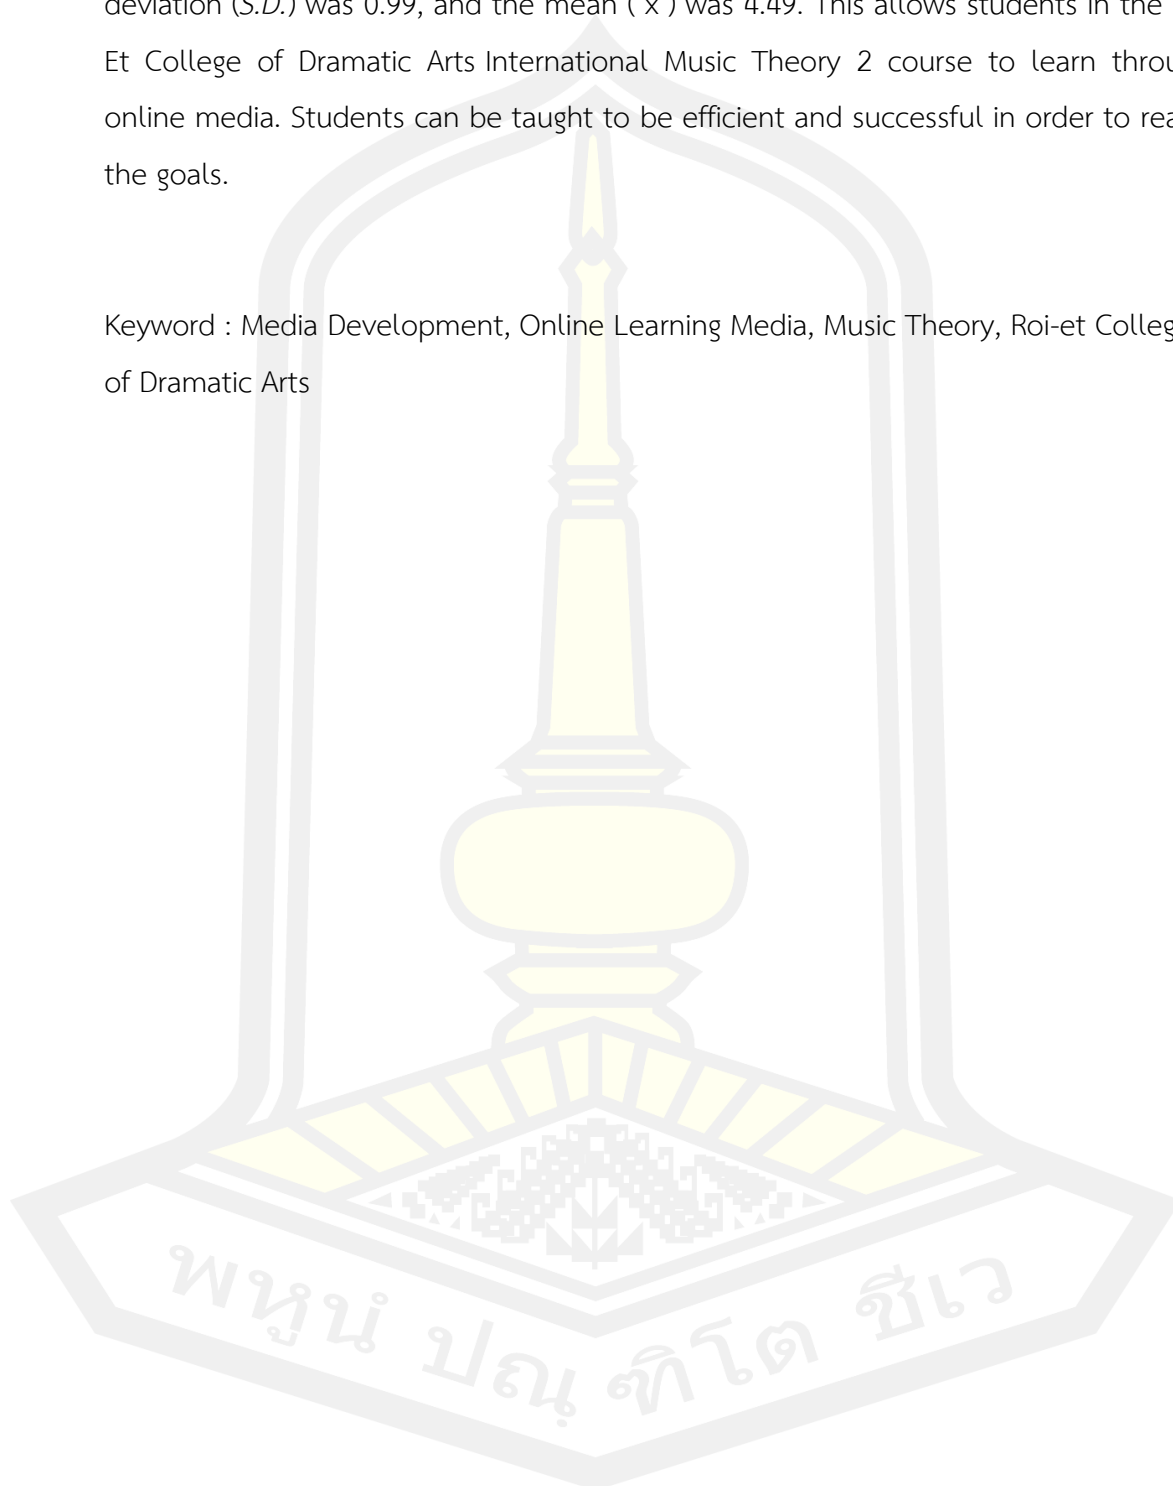 deviation (S.D.) was 0.99, and the mean ( x ) was 4.49. This allows students in the
Et College of Dramatic Arts International Music Theory 2 course to learn
online media. Students can be taught to be efficient and successful in order to
the goals.
Keyword : Media Development, Online Learning Media, Music Theory, Roi-et
of Dramatic Arts
พหูนํ ปณฺฑิโต ชีเว